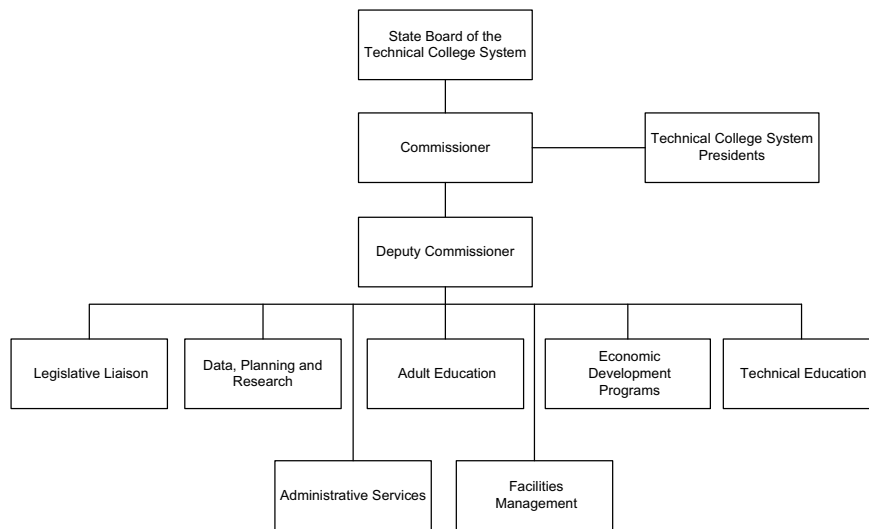 State Board of the
Technical College System
Commissioner
Technical College System
Presidents
Deputy Commissioner
Legislative Liaison
Data, Planning and
Research
Adult Education
Economic
Development
Programs
Technical Education
Administrative Services
Facilities
Management